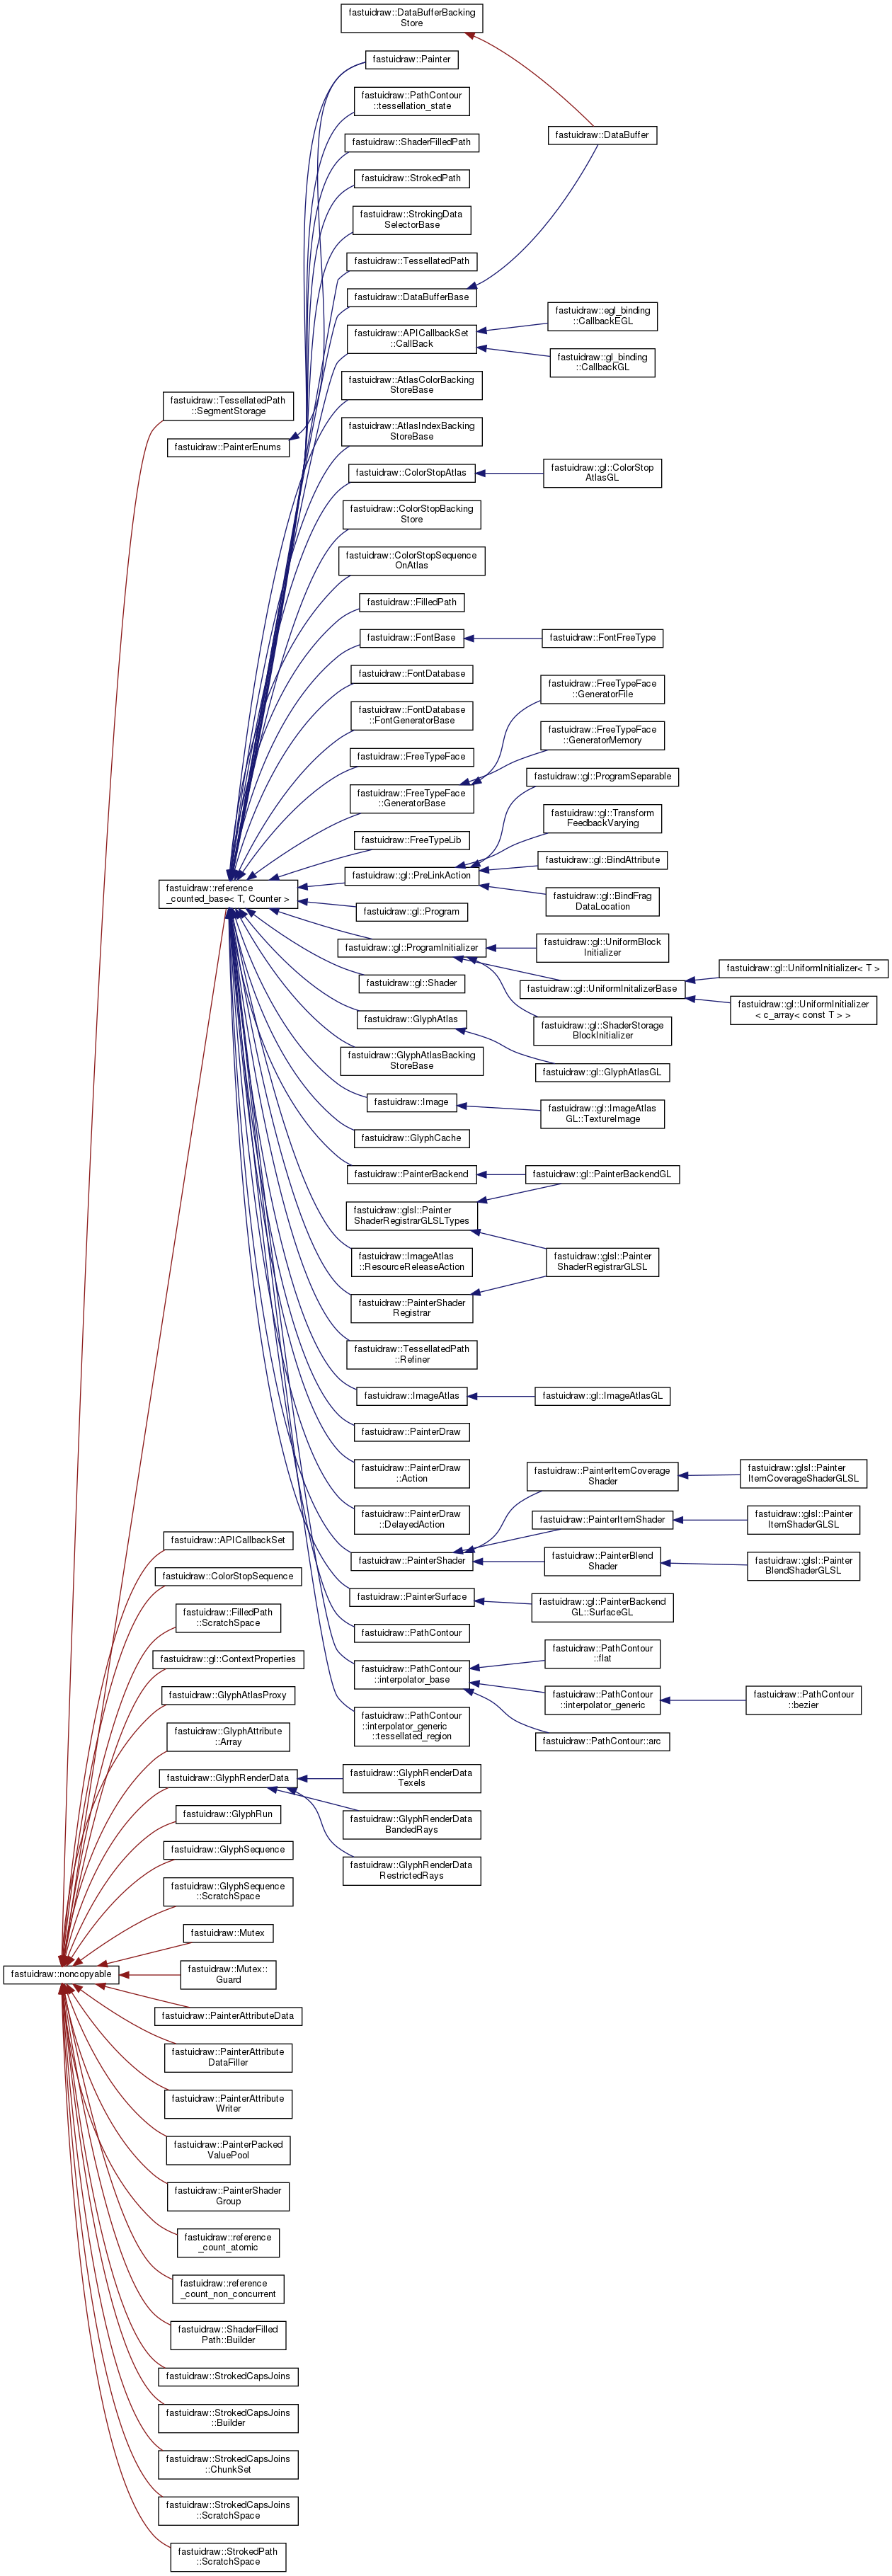 fastuidraw::DataBufferBacking
Store
fastuidraw::Painter
fastuidraw::PathContour
::tessellation_state
fastuidraw::DataBuffer
fastuidraw::ShaderFilledPath
fastuidraw::StrokedPath
fastuidraw::StrokingData
SelectorBase
fastuidraw::TessellatedPath
fastuidraw::DataBufferBase
fastuidraw::egl_binding
::CallbackEGL
fastuidraw::APICallbackSet
::CallBack
fastuidraw::gl_binding
::CallbackGL
fastuidraw::AtlasColorBacking
StoreBase
fastuidraw::TessellatedPath
::SegmentStorage
fastuidraw::AtlasIndexBacking
StoreBase
fastuidraw::PainterEnums
fastuidraw::ColorStopAtlas
fastuidraw::gl::ColorStop
AtlasGL
fastuidraw::ColorStopBacking
Store
fastuidraw::ColorStopSequence
OnAtlas
fastuidraw::FilledPath
fastuidraw::FontBase
fastuidraw::FontFreeType
fastuidraw::FontDatabase
fastuidraw::FreeTypeFace
::GeneratorFile
fastuidraw::FontDatabase
::FontGeneratorBase
fastuidraw::FreeTypeFace
::GeneratorMemory
fastuidraw::FreeTypeFace
fastuidraw::gl::ProgramSeparable
fastuidraw::FreeTypeFace
::GeneratorBase
fastuidraw::gl::Transform
FeedbackVarying
fastuidraw::FreeTypeLib
fastuidraw::gl::BindAttribute
fastuidraw::gl::PreLinkAction
fastuidraw::reference
_counted_base< T, Counter >
fastuidraw::gl::BindFrag
DataLocation
fastuidraw::gl::Program
fastuidraw::gl::ProgramInitializer
fastuidraw::gl::UniformBlock
Initializer
fastuidraw::gl::UniformInitializer< T >
fastuidraw::gl::Shader
fastuidraw::gl::UniformInitalizerBase
fastuidraw::gl::UniformInitializer
< c_array< const T > >
fastuidraw::GlyphAtlas
fastuidraw::gl::ShaderStorage
BlockInitializer
fastuidraw::GlyphAtlasBacking
StoreBase
fastuidraw::gl::GlyphAtlasGL
fastuidraw::Image
fastuidraw::gl::ImageAtlas
GL::TextureImage
fastuidraw::GlyphCache
fastuidraw::PainterBackend
fastuidraw::gl::PainterBackendGL
fastuidraw::glsl::Painter
ShaderRegistrarGLSLTypes
fastuidraw::ImageAtlas
::ResourceReleaseAction
fastuidraw::glsl::Painter
ShaderRegistrarGLSL
fastuidraw::PainterShader
Registrar
fastuidraw::TessellatedPath
::Refiner
fastuidraw::ImageAtlas
fastuidraw::gl::ImageAtlasGL
fastuidraw::PainterDraw
fastuidraw::PainterDraw
::Action
fastuidraw::PainterItemCoverage
Shader
fastuidraw::glsl::Painter
ItemCoverageShaderGLSL
fastuidraw::PainterDraw
::DelayedAction
fastuidraw::PainterItemShader
fastuidraw::glsl::Painter
ItemShaderGLSL
fastuidraw::APICallbackSet
fastuidraw::PainterShader
fastuidraw::PainterBlend
Shader
fastuidraw::glsl::Painter
BlendShaderGLSL
fastuidraw::ColorStopSequence
fastuidraw::PainterSurface
fastuidraw::gl::PainterBackend
GL::SurfaceGL
fastuidraw::FilledPath
::ScratchSpace
fastuidraw::PathContour
fastuidraw::gl::ContextProperties
fastuidraw::PathContour
::flat
fastuidraw::PathContour
::interpolator_base
fastuidraw::GlyphAtlasProxy
fastuidraw::PathContour
::interpolator_generic
fastuidraw::PathContour
::bezier
fastuidraw::GlyphAttribute
::Array
fastuidraw::PathContour
::interpolator_generic
::tessellated_region
fastuidraw::PathContour::arc
fastuidraw::GlyphRenderData
fastuidraw::GlyphRenderData
Texels
fastuidraw::GlyphRun
fastuidraw::GlyphRenderData
BandedRays
fastuidraw::GlyphSequence
fastuidraw::GlyphRenderData
RestrictedRays
fastuidraw::GlyphSequence
::ScratchSpace
fastuidraw::Mutex
fastuidraw::noncopyable
fastuidraw::Mutex::
Guard
fastuidraw::PainterAttributeData
fastuidraw::PainterAttribute
DataFiller
fastuidraw::PainterAttribute
Writer
fastuidraw::PainterPacked
ValuePool
fastuidraw::PainterShader
Group
fastuidraw::reference
_count_atomic
fastuidraw::reference
_count_non_concurrent
fastuidraw::ShaderFilled
Path::Builder
fastuidraw::StrokedCapsJoins
fastuidraw::StrokedCapsJoins
::Builder
fastuidraw::StrokedCapsJoins
::ChunkSet
fastuidraw::StrokedCapsJoins
::ScratchSpace
fastuidraw::StrokedPath
::ScratchSpace